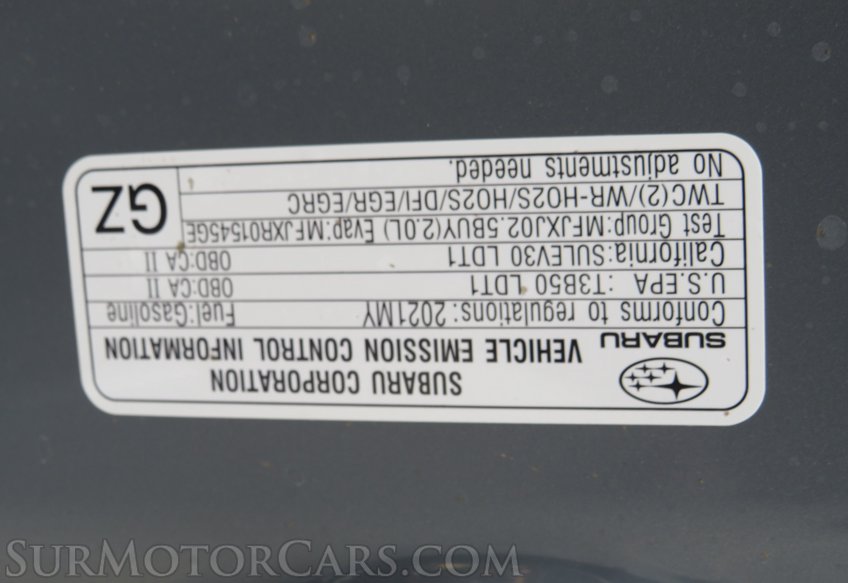 SUBARU CORPORATION
SUBARU VEHICLE EMISSION CONTROL INFORMATION
Conforms to regulations: 2021MY Fuel:Gasoline
U.S.EPA :T3B50 LDT1 OBD:CA II
California:SULEV30 LDT1 OBD:CA II
Test Group:MFJXJ02.5BUY(2.0L) Evap:MFJXR01545GE
TWC(2)/WR-HO2S/HO2S/DFI/EGR/EGRC
No adjustments needed.
GZ
SurMotorCars.com